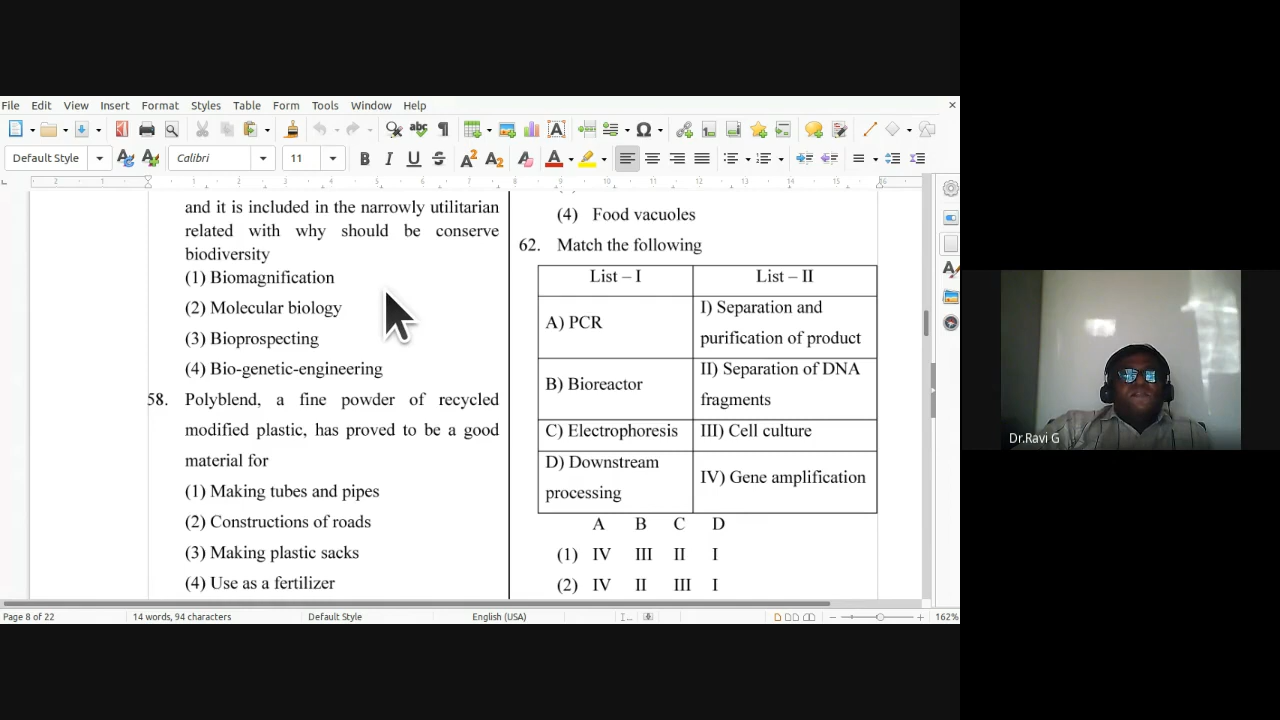 File Edit View Insert Format Styles Table Form Tools Window Help
Default Style Calibri 11
and it is included in the narrowly utilitarian
related with why should be conserve
biodiversity
(1) Biomagnification
(2) Molecular biology
(3) Bioprospecting
(4) Bio-genetic-engineering
58. Polyblend, a fine powder of recycled
modified plastic, has proved to be a good
material for
(1) Making tubes and pipes
(2) Constructions of roads
(3) Making plastic sacks
(4) Use as a fertilizer
(4) Food vacuoles
62. Match the following
List – I List – II
A) PCR
I) Separation and
purification of product
B) Bioreactor
II) Separation of DNA
fragments
C) Electrophoresis III) Cell culture
D) Downstream
processing
IV) Gene amplification
A B C D
(1) IV III II I
(2) IV II III I
Page 8 of 22 14 words, 94 characters Default Style English (USA) 162%
Dr.Ravi G